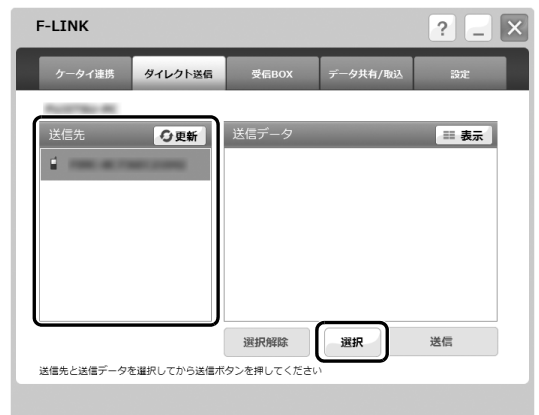 F-LINK
?
ケータイ連携 ダイレクト送信 受信BOX データ共有/取込 設定
送信先 更新 送信データ 表示
選択解除 選択 送信
送信先と送信データを選択してから送信ボタンを押してください